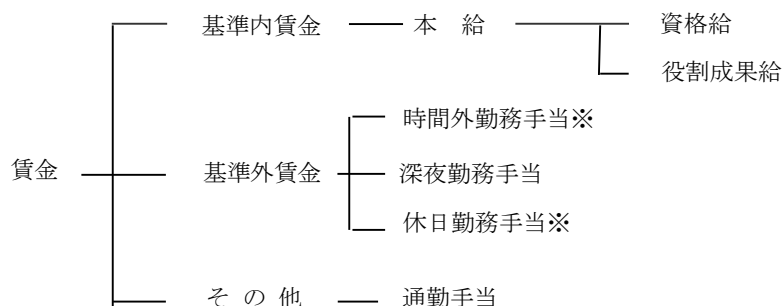 基準内賃金 本　給 資格給
役割成果給
時間外勤務手当※
賃金 基準外賃金 深夜勤務手当
休日勤務手当※
そ の 他 通勤手当